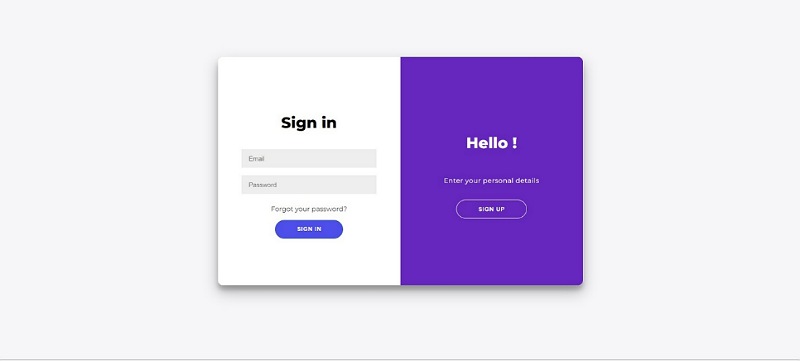 Sign in
Email
Password
Forgot your password?
SIGN IN
Hello !
Enter your personal details
SIGN UP